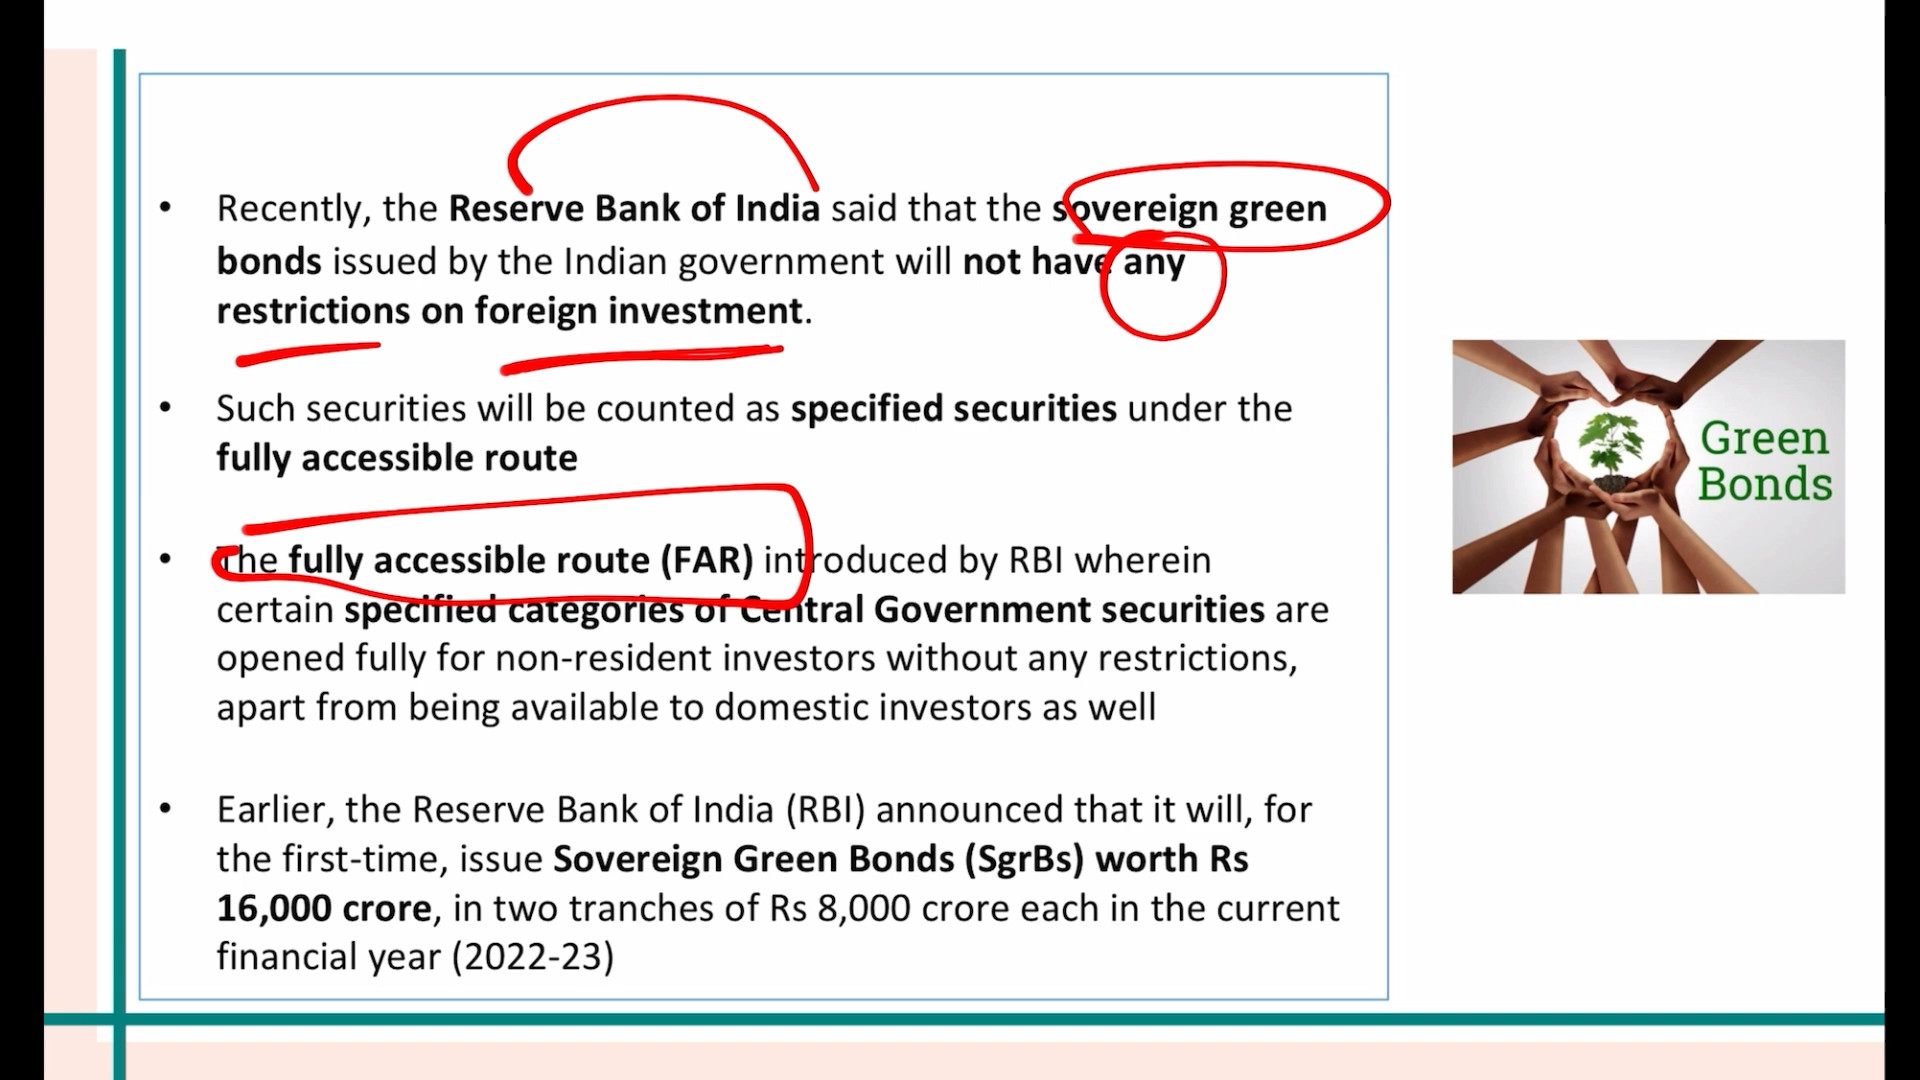 • Recently, the Reserve Bank of India said that the sovereign green
bonds issued by the Indian government will not have any
restrictions on foreign investment.
• Such securities will be counted as specified securities under the
fully accessible route
• The fully accessible route (FAR) introduced by RBI wherein
certain specified categories of Central Government securities are
opened fully for non-resident investors without any restrictions,
apart from being available to domestic investors as well
• Earlier, the Reserve Bank of India (RBI) announced that it will, for
the first-time, issue Sovereign Green Bonds (SgrBs) worth Rs
16,000 crore, in two tranches of Rs 8,000 crore each in the current
financial year (2022-23)
Green
Bonds